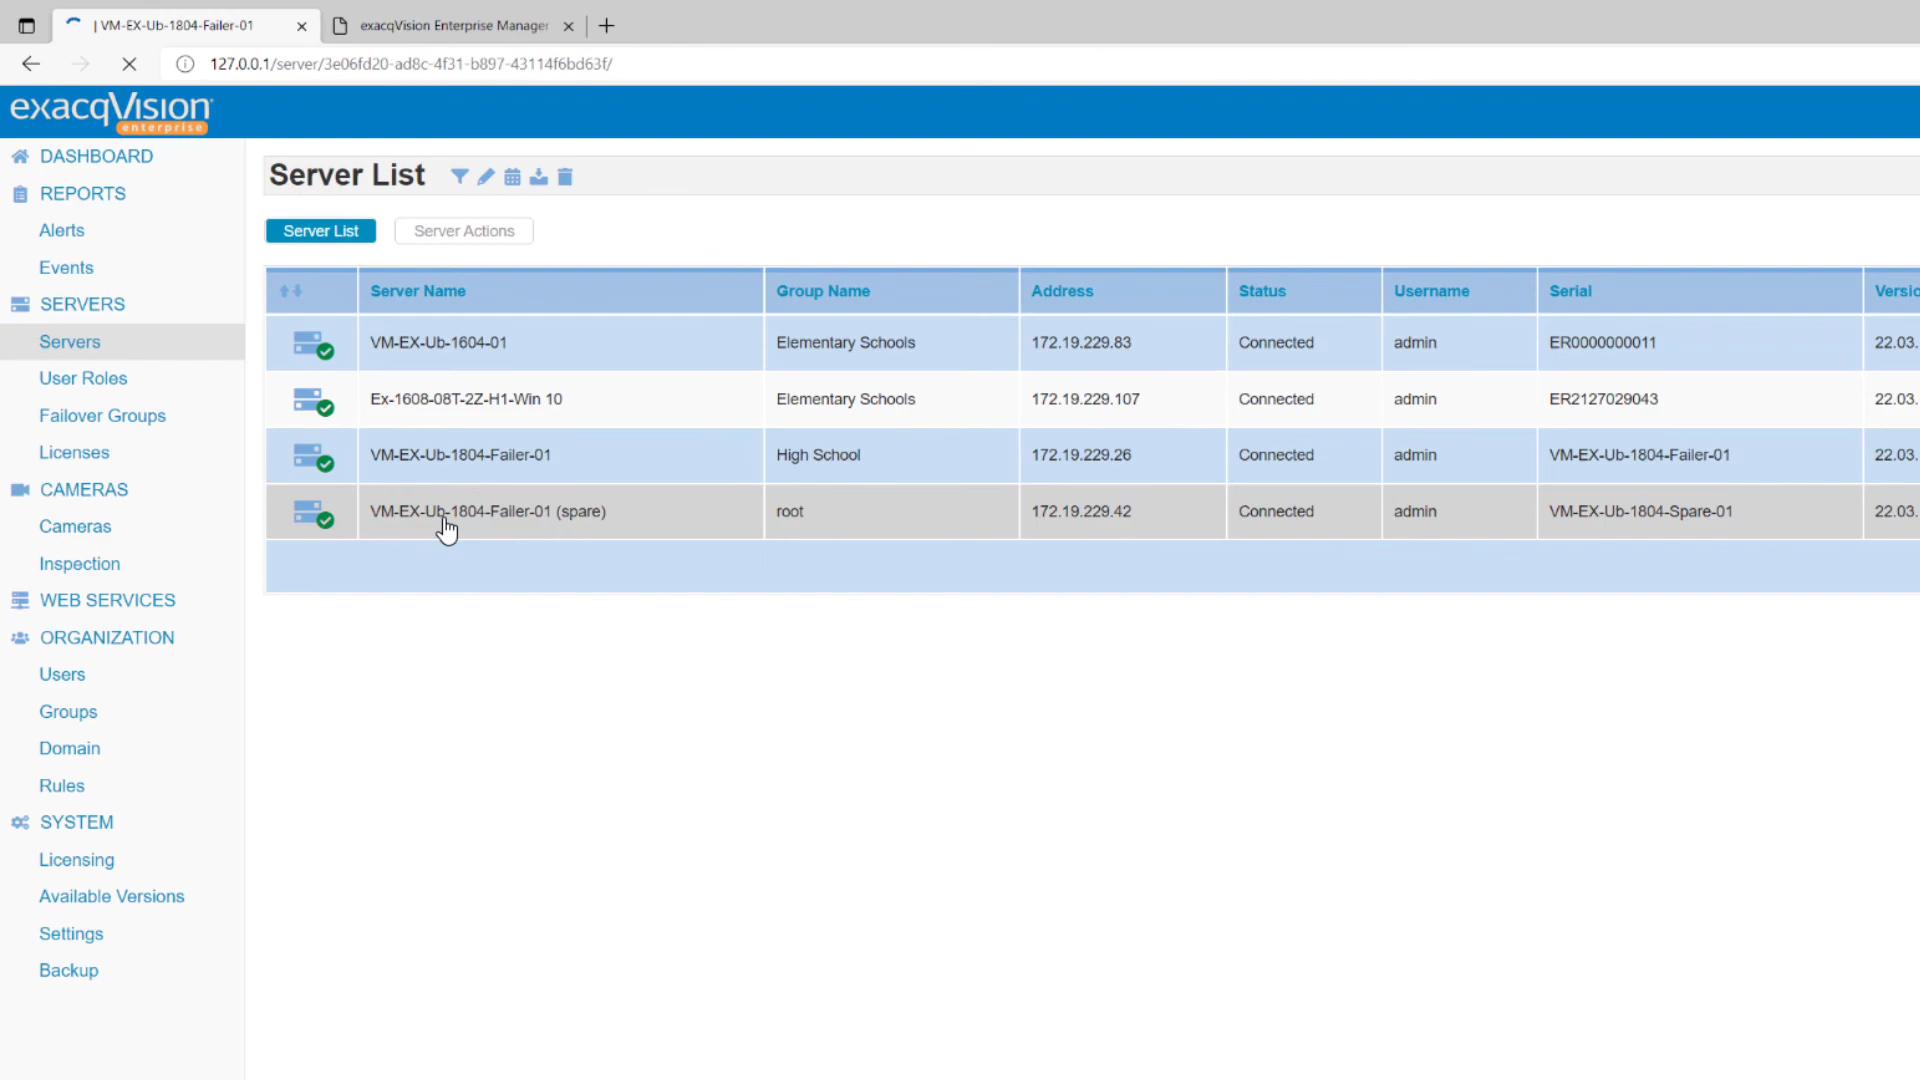 | VM-EX-Ub-1804-Failer-01
exacqVision Enterprise Manager
127.0.0.1/server/3e06fd20-ad8c-4f31-b897-43114f6bd63f/
exacqVision
enterprise
DASHBOARD
REPORTS
Alerts
Events
SERVERS
Servers
User Roles
Failover Groups
Licenses
CAMERAS
Cameras
Inspection
WEB SERVICES
ORGANIZATION
Users
Groups
Domain
Rules
SYSTEM
Licensing
Available Versions
Settings
Backup
Server List
Server List Server Actions
Server Name Group Name Address Status Username Serial Versio
VM-EX-Ub-1604-01 Elementary Schools 172.19.229.83 Connected admin ER0000000011 22.03.
Ex-1608-08T-2Z-H1-Win 10 Elementary Schools 172.19.229.107 Connected admin ER2127029043 22.03.
VM-EX-Ub-1804-Failer-01 High School 172.19.229.26 Connected admin VM-EX-Ub-1804-Failer-01 22.03.
VM-EX-Ub-1804-Failer-01 (spare) root 172.19.229.42 Connected admin VM-EX-Ub-1804-Spare-01 22.03.